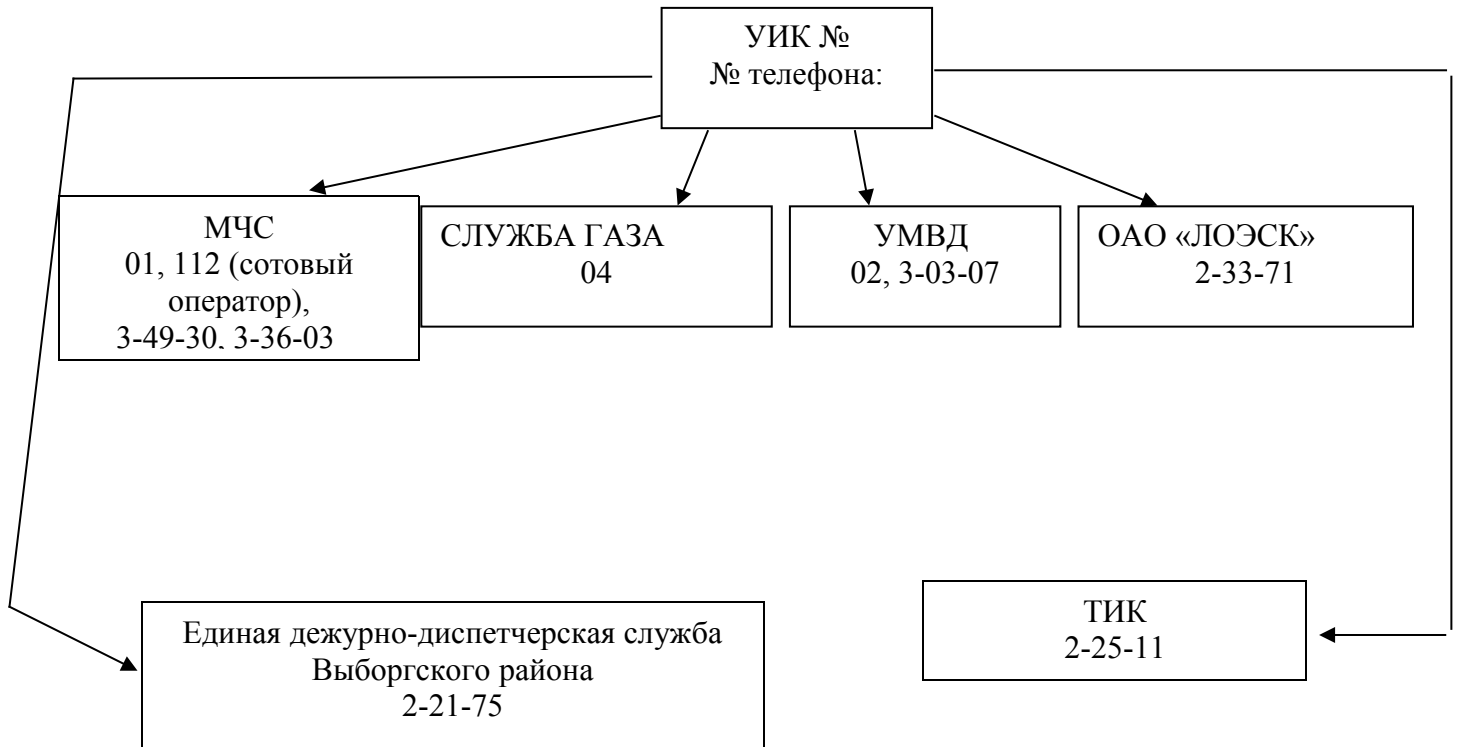 УИК №
№ телефона:
МЧС
01, 112 (сотовый
оператор),
3-49-30, 3-36-03
СЛУЖБА ГАЗА
04
УМВД
02, 3-03-07
ОАО «ЛОЭСК»
2-33-71
Единая дежурно-диспетчерская служба
Выборгского района
2-21-75
ТИК
2-25-11